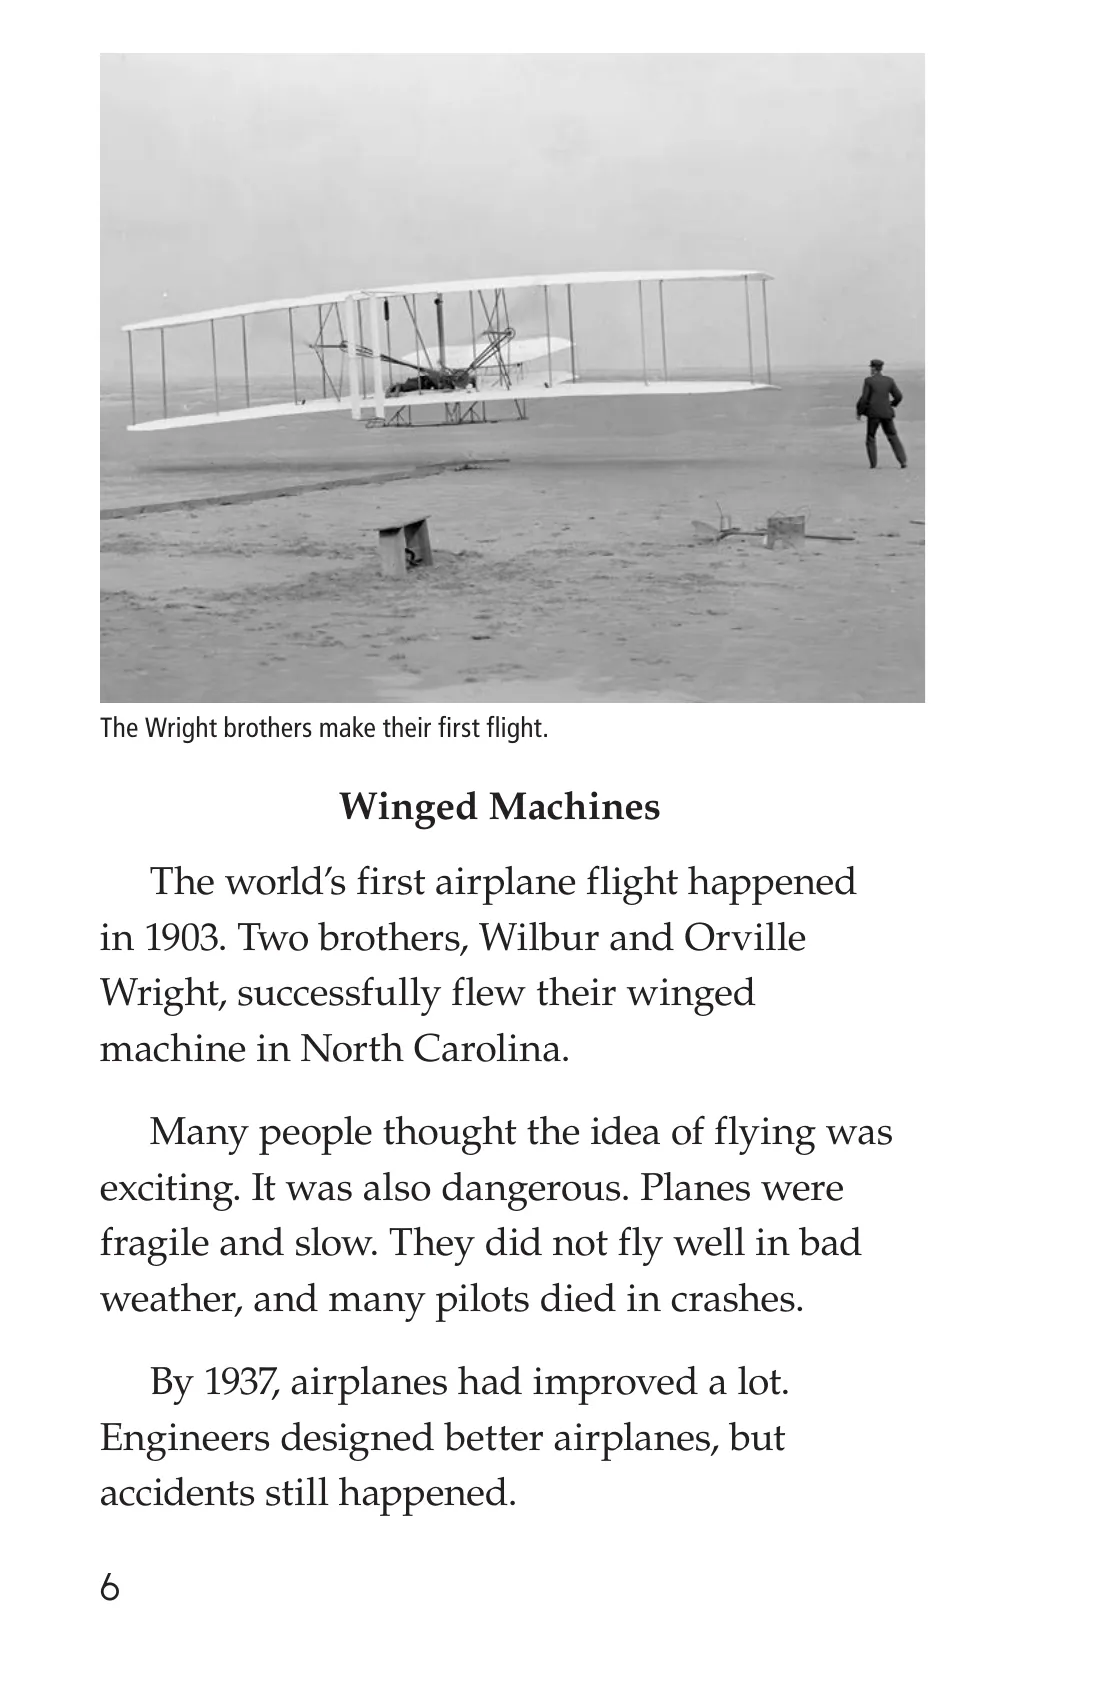 The Wright brothers make their first flight.
Winged Machines
The world’s first airplane flight happened
in 1903. Two brothers, Wilbur and Orville
Wright, successfully flew their winged
machine in North Carolina.
Many people thought the idea of flying was
exciting. It was also dangerous. Planes were
fragile and slow. They did not fly well in bad
weather, and many pilots died in crashes.
By 1937, airplanes had improved a lot.
Engineers designed better airplanes, but
accidents still happened.
6